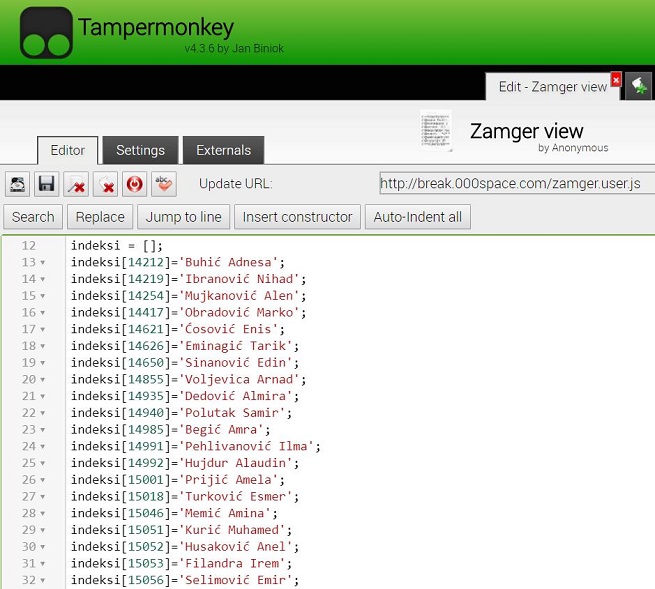 Tampermonkey
v4.3.6 by Jan Biniok
Edit - Zamger view
Zamger view
by Anonymous
Editor Settings Externals
abc Update URL: http://break.000space.com/zamger.user.js
Search Replace Jump to line Insert constructor Auto-Indent all
12 indeksi = [];
13 indeksi[14212]='Buhić Adnesa';
14 indeksi[14219]='Ibranović Nihad';
15 indeksi[14254]='Mujkanović Alen';
16 indeksi[14417]='Obradović Marko';
17 indeksi[14621]='Ćosović Enis';
18 indeksi[14626]='Eminagić Tarik';
19 indeksi[14650]='Sinanović Edin';
20 indeksi[14855]='Voljevica Arnad';
21 indeksi[14935]='Dedović Almira';
22 indeksi[14940]='Polutak Samir';
23 indeksi[14985]='Begić Amra';
24 indeksi[14991]='Pehlivanović Ilma';
25 indeksi[14992]='Hujdur Alaudin';
26 indeksi[15001]='Prijić Amela';
27 indeksi[15018]='Turković Esmer';
28 indeksi[15046]='Memić Amina';
29 indeksi[15051]='Kurić Muhamed';
30 indeksi[15052]='Husaković Anel';
31 indeksi[15053]='Filandra Irem';
32 indeksi[15056]='Selimović Emir';